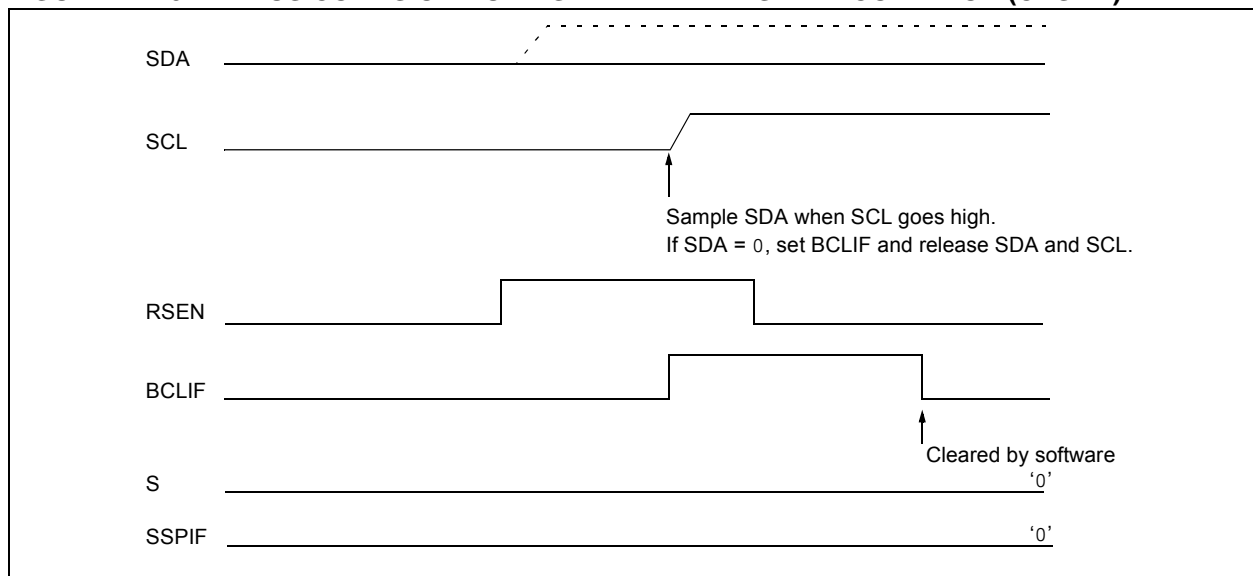 SDA
SCL
Sample SDA when SCL goes high.
If SDA = 0, set BCLIF and release SDA and SCL.
RSEN
BCLIF
Cleared by software
S
‘0’
SSPIF
‘0’